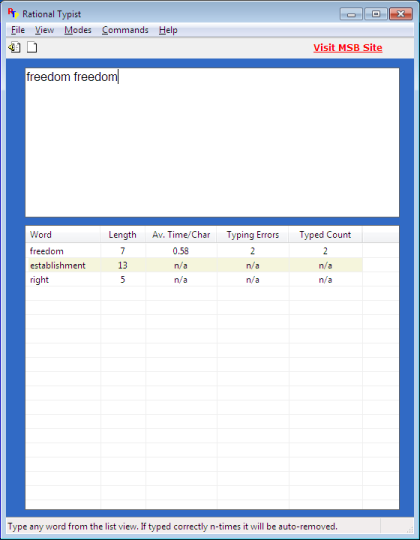 Rational Typist
File View Modes Commands Help
Visit MSB Site
freedom freedom
Word Length Av. Time/Char Typing Errors Typed Count
freedom 7 0.58 2 2
establishment 13 n/a n/a n/a
right 5 n/a n/a n/a
Type any word from the list view. If typed correctly n-times it will be auto-removed.